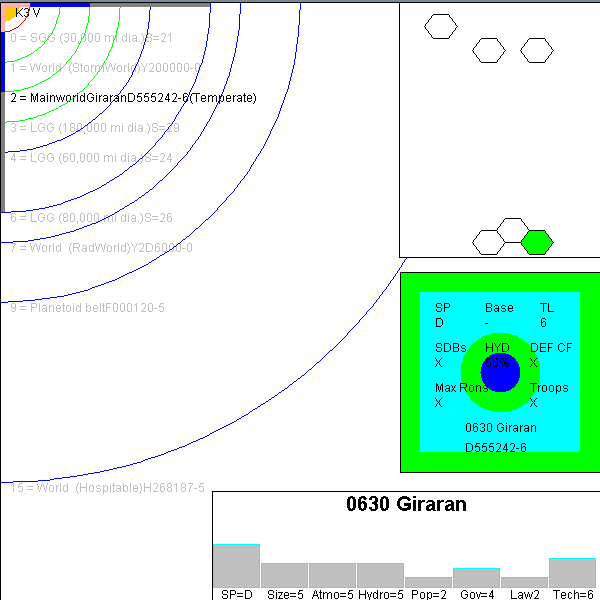 K3 V
0 = SGG (30,000 mi dia.)S=21
1 = World  (StormWorld)Y200000-0
2 = MainworldGiraranD555242-6(Temperate)
3 = LGG (180,000 mi dia.)S=29
4 = LGG (60,000 mi dia.)S=24
6 = LGG (80,000 mi dia.)S=26
7 = World  (RadWorld)Y2D6000-0
9 = Planetoid beltF000120-5
15 = World  (Hospitable)H268187-5
SP Base TL
D - 6
SDBs HYD DEF CF
X 50% X
Max Rons Troops
X X
0630 Giraran
D555242-6
0630 Giraran
SP=D Size=5 Atmo=5 Hydro=5 Pop=2 Gov=4 Law2 Tech=6